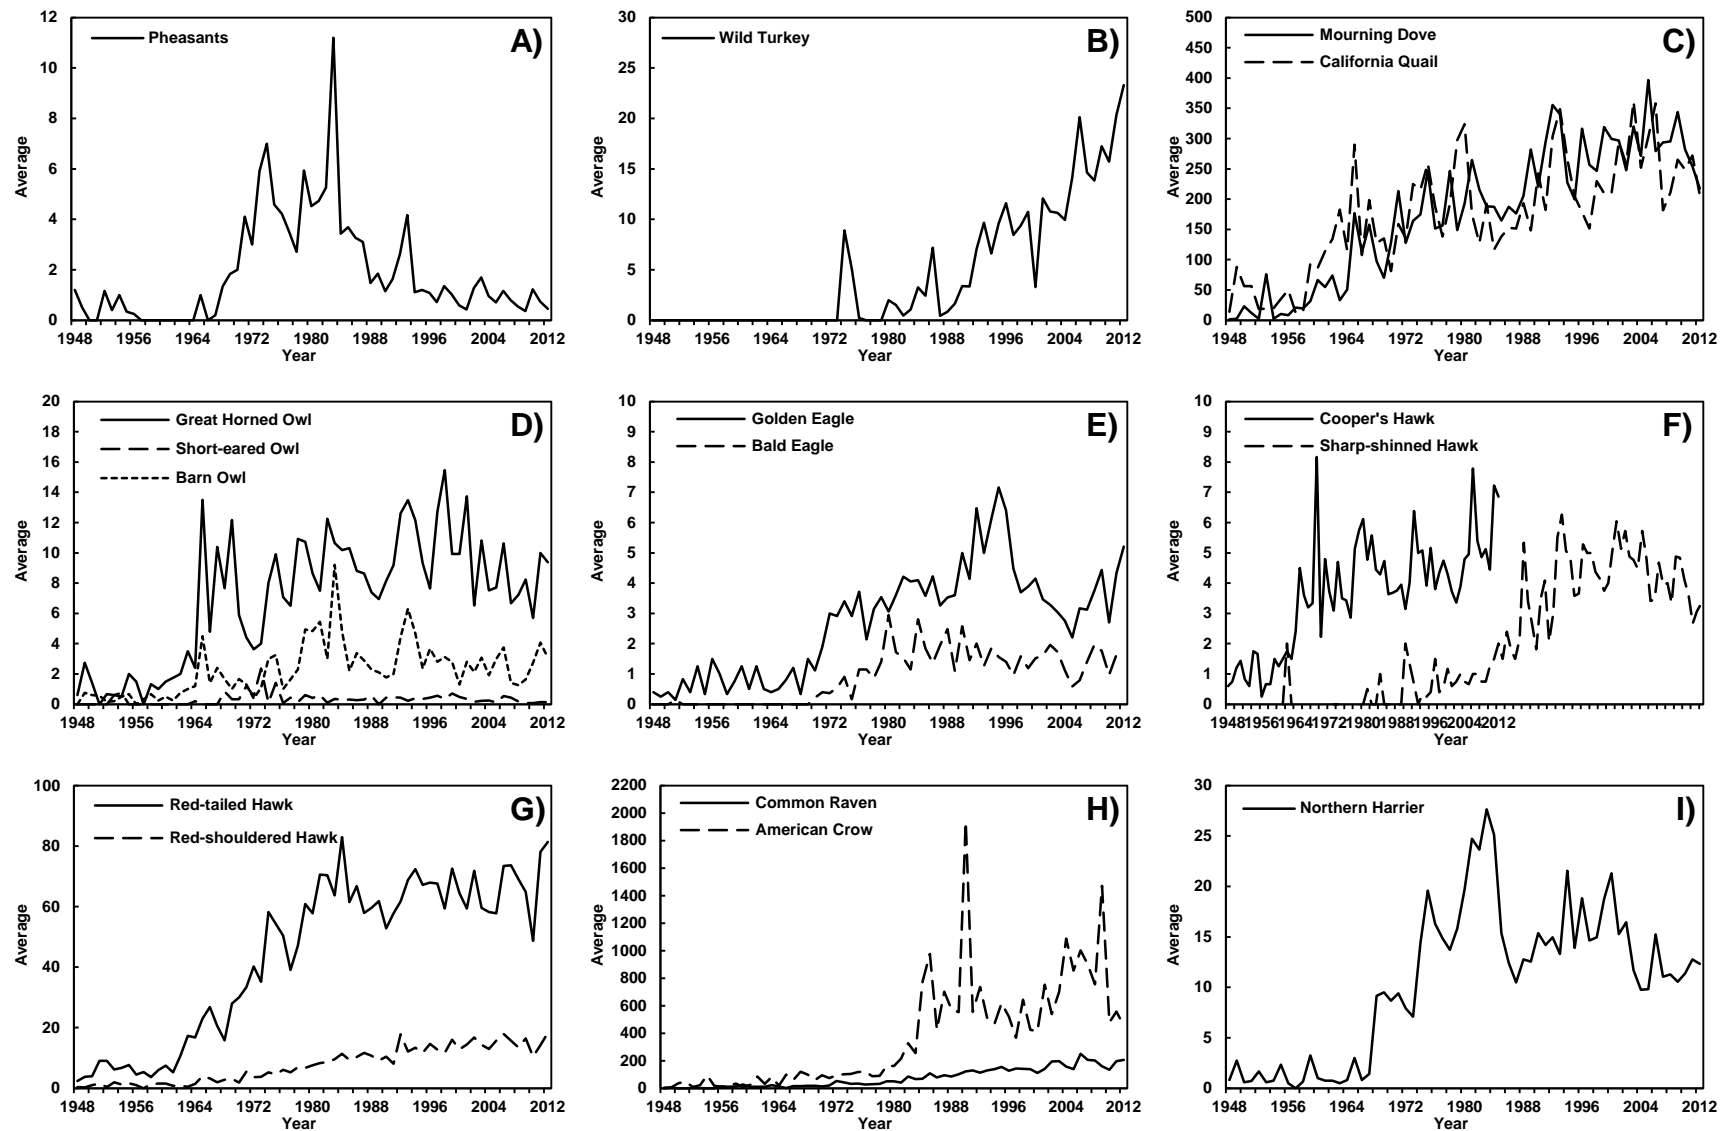 Pheasants
A)
12
10
8
6
4
2
0
Average
1948 1956 1964 1972 1980 1988 1996 2004 2012
Year
Wild Turkey
B)
30
25
20
15
10
5
0
Average
1948 1956 1964 1972 1980 1988 1996 2004 2012
Year
Mourning Dove
California Quail
C)
500
450
400
350
300
250
200
150
100
50
0
Average
1948 1956 1964 1972 1980 1988 1996 2004 2012
Year
Great Horned Owl
Short-eared Owl
Barn Owl
D)
20
18
16
14
12
10
8
6
4
2
0
Average
1948 1956 1964 1972 1980 1988 1996 2004 2012
Year
Golden Eagle
Bald Eagle
E)
10
9
8
7
6
5
4
3
2
1
0
Average
1948 1956 1964 1972 1980 1988 1996 2004 2012
Year
Cooper's Hawk
Sharp-shinned Hawk
F)
10
9
8
7
6
5
4
3
2
1
0
Average
1948 1956 1964 1972 1980 1988 1996 2004 2012
Year
Red-tailed Hawk
Red-shouldered Hawk
G)
100
80
60
40
20
0
Average
1948 1956 1964 1972 1980 1988 1996 2004 2012
Year
Common Raven
American Crow
H)
2200
2000
1800
1600
1400
1200
1000
800
600
400
200
0
Average
1948 1956 1964 1972 1980 1988 1996 2004 2012
Year
Northern Harrier
I)
30
25
20
15
10
5
0
Average
1948 1956 1964 1972 1980 1988 1996 2004 2012
Year